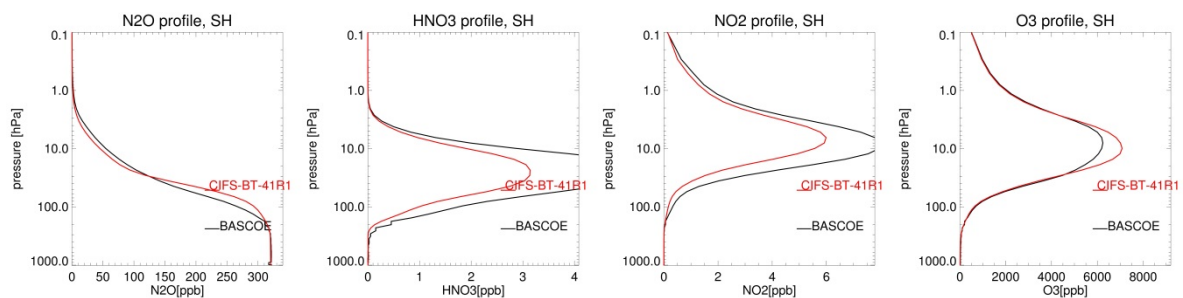 N2O profile, SH
0.1
1.0
10.0
100.0
1000.0
pressure [hPa]
CIFS-BT-41R1
BASCOE
0 50 100 150 200 250 300
N2O[ppb]
HNO3 profile, SH
0.1
1.0
10.0
100.0
1000.0
pressure [hPa]
CIFS-BT-41R1
BASCOE
0 1 2 3 4
HNO3[ppb]
NO2 profile, SH
0.1
1.0
10.0
100.0
1000.0
pressure [hPa]
CIFS-BT-41R1
BASCOE
0 2 4 6
NO2[ppb]
O3 profile, SH
0.1
1.0
10.0
100.0
1000.0
pressure [hPa]
CIFS-BT-41R1
BASCOE
0 2000 4000 6000 8000
O3[ppb]